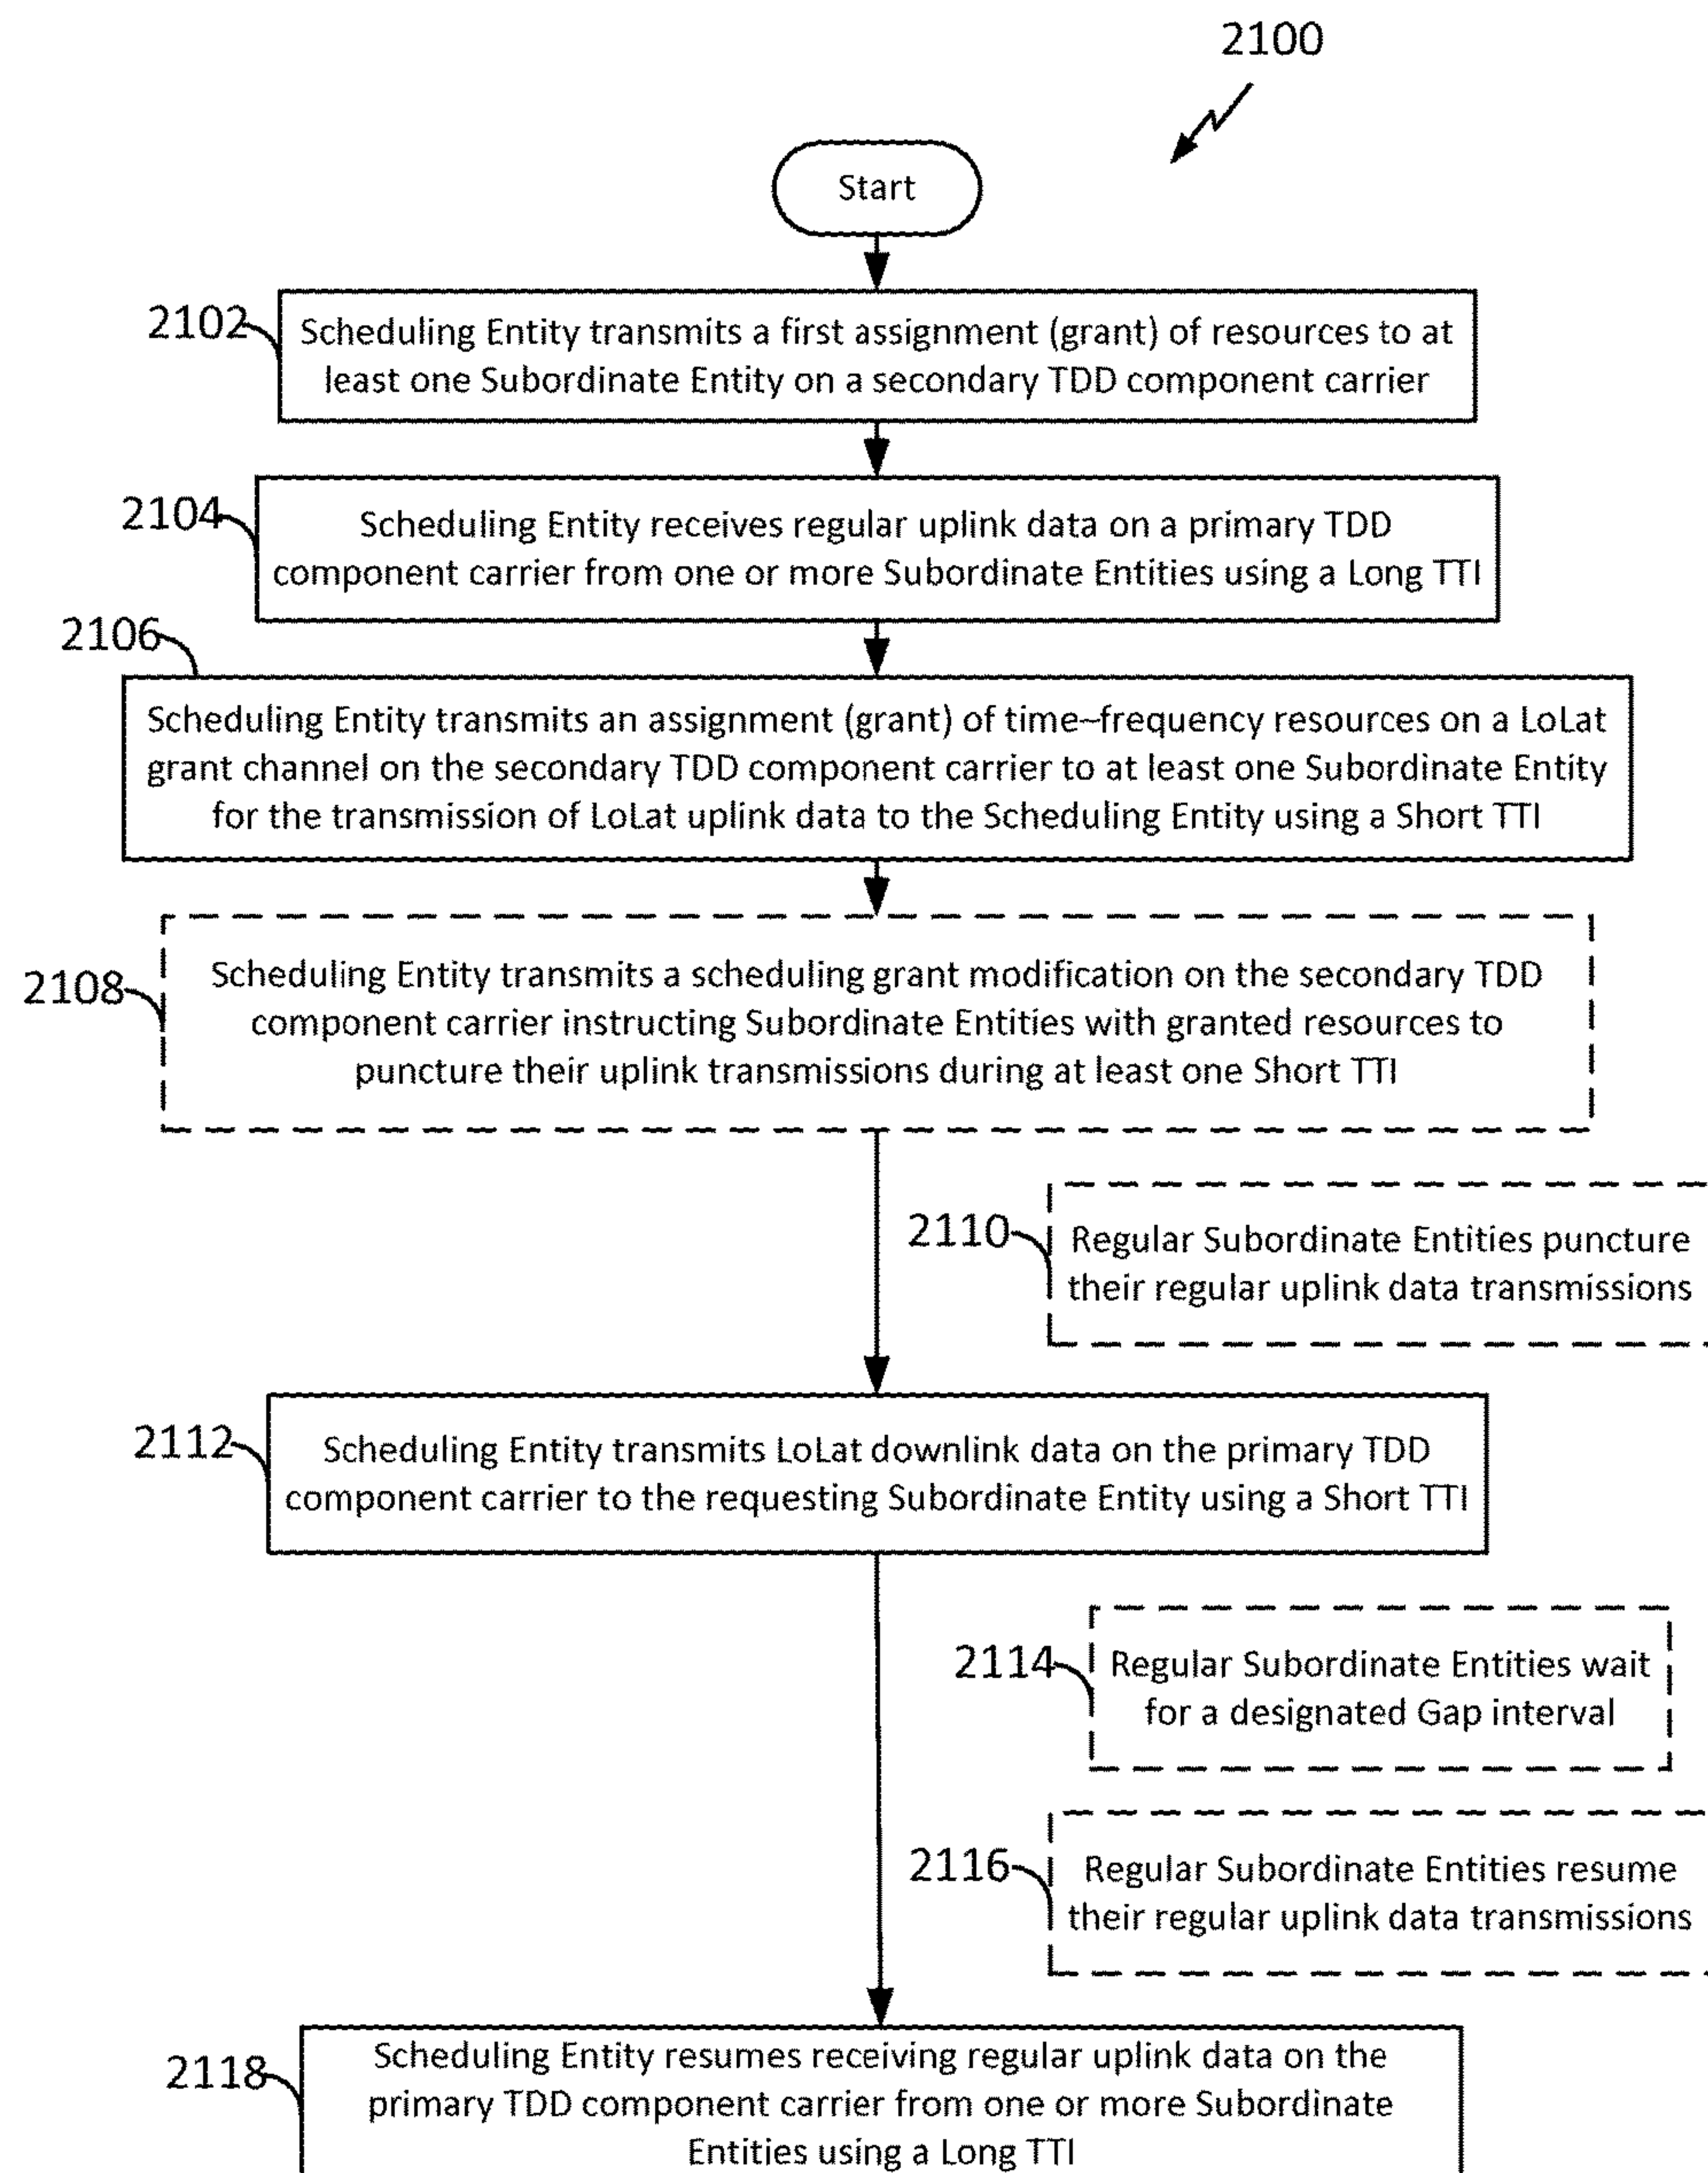 2100
Start
2102
Scheduling Entity transmits a first assignment (grant) of resources to at
least one Subordinate Entity on a secondary TDD component carrier
2104
Scheduling Entity receives regular uplink data on a primary TDD
component carrier from one or more Subordinate Entities using a Long TTI
2106
Scheduling Entity transmits an assignment (grant) of time–frequency resources on a LoLat
grant channel on the secondary TDD component carrier to at least one Subordinate Entity
for the transmission of LoLat uplink data to the Scheduling Entity using a Short TTI
2108
Scheduling Entity transmits a scheduling grant modification on the secondary TDD
component carrier instructing Subordinate Entities with granted resources to
puncture their uplink transmissions during at least one Short TTI
2110
Regular Subordinate Entities puncture
their regular uplink data transmissions
2112
Scheduling Entity transmits LoLat downlink data on the primary TDD
component carrier to the requesting Subordinate Entity using a Short TTI
2114
Regular Subordinate Entities wait
for a designated Gap interval
2116
Regular Subordinate Entities resume
their regular uplink data transmissions
2118
Scheduling Entity resumes receiving regular uplink data on the
primary TDD component carrier from one or more Subordinate
Entities using a Long TTI